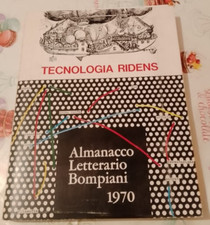 TECNOLOGIA RIDENS
Almanacco
Letterario
Bompiani
1970